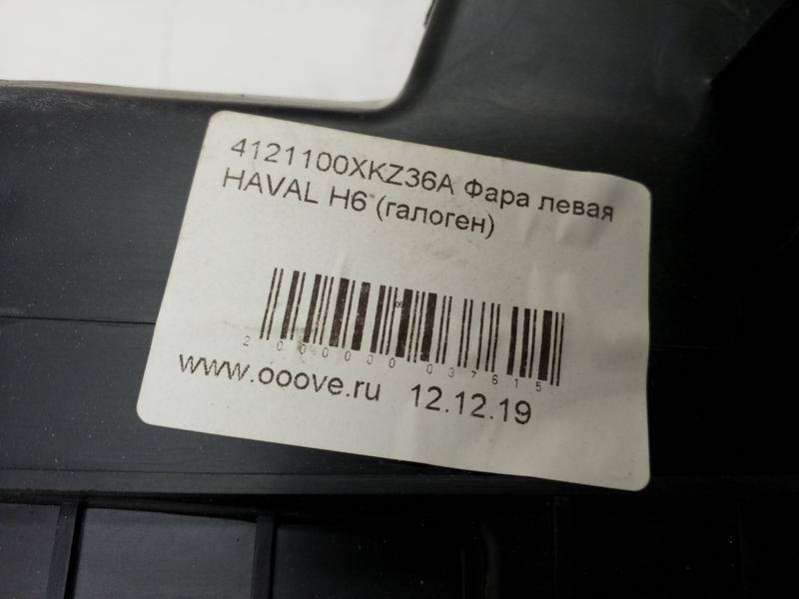 4121100XKZ36A Фара левая
HAVAL H6 (галоген)
2000000037615
www.ooove.ru 12.12.19